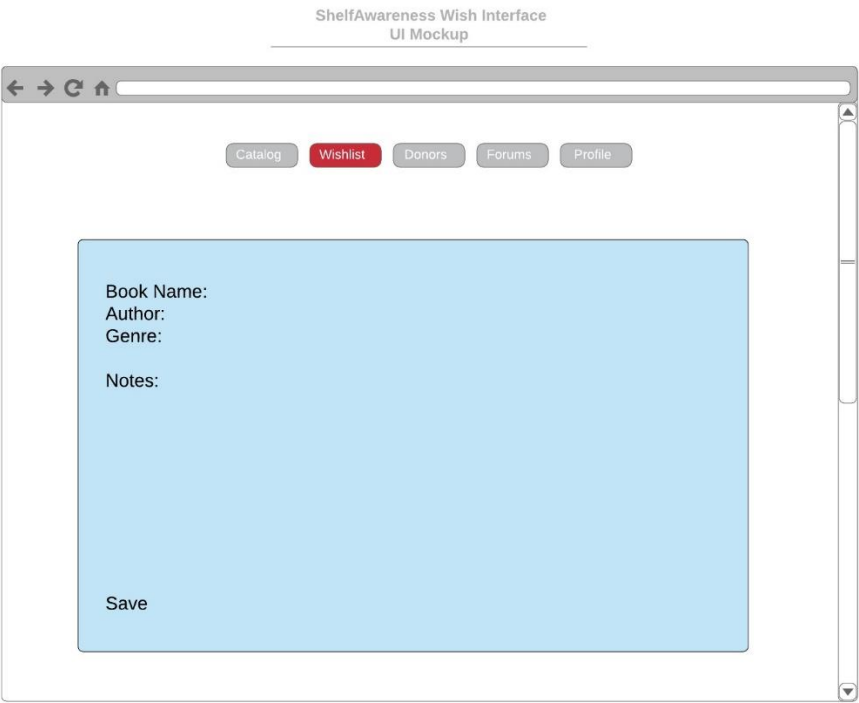 ShelfAwareness Wish Interface
UI Mockup
Catalog Wishlist Donors Forums Profile
Book Name:
Author:
Genre:
Notes:
Save